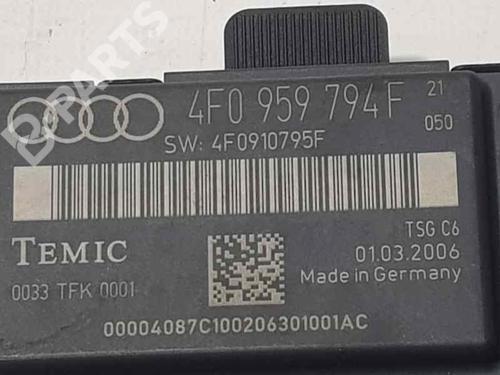 B-PARTS
4F0 959 794 F 21
050
SW: 4F0910795F
TEMIC
TSG C6
01.03.2006
0033 TFK 0001
Made in Germany
00004087C100206301001AC